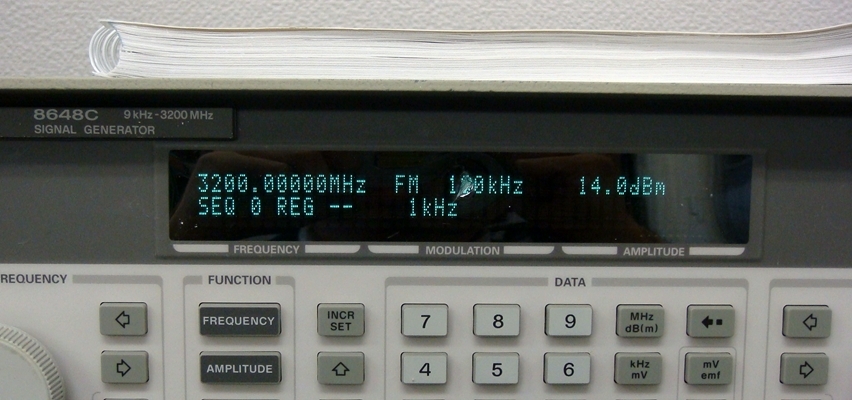 8648C 9 kHz - 3200 MHz
SIGNAL GENERATOR
3200.00000MHz FM 100kHz 14.0dBm
SEQ 0 REG -- 1kHz
FREQUENCY MODULATION AMPLITUDE
REQUENCY FUNCTION DATA
FREQUENCY INCR SET 7 8 9 MHz dB(m)
AMPLITUDE 4 5 6 kHz mV mV emf